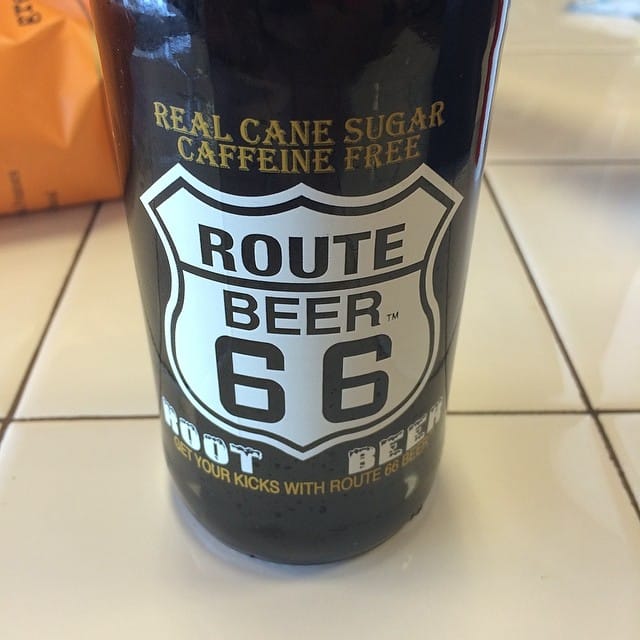 REAL CANE SUGAR
CAFFEINE FREE
ROUTE
BEER™
66
ROOT BEER
GET YOUR KICKS WITH ROUTE 66 BEER